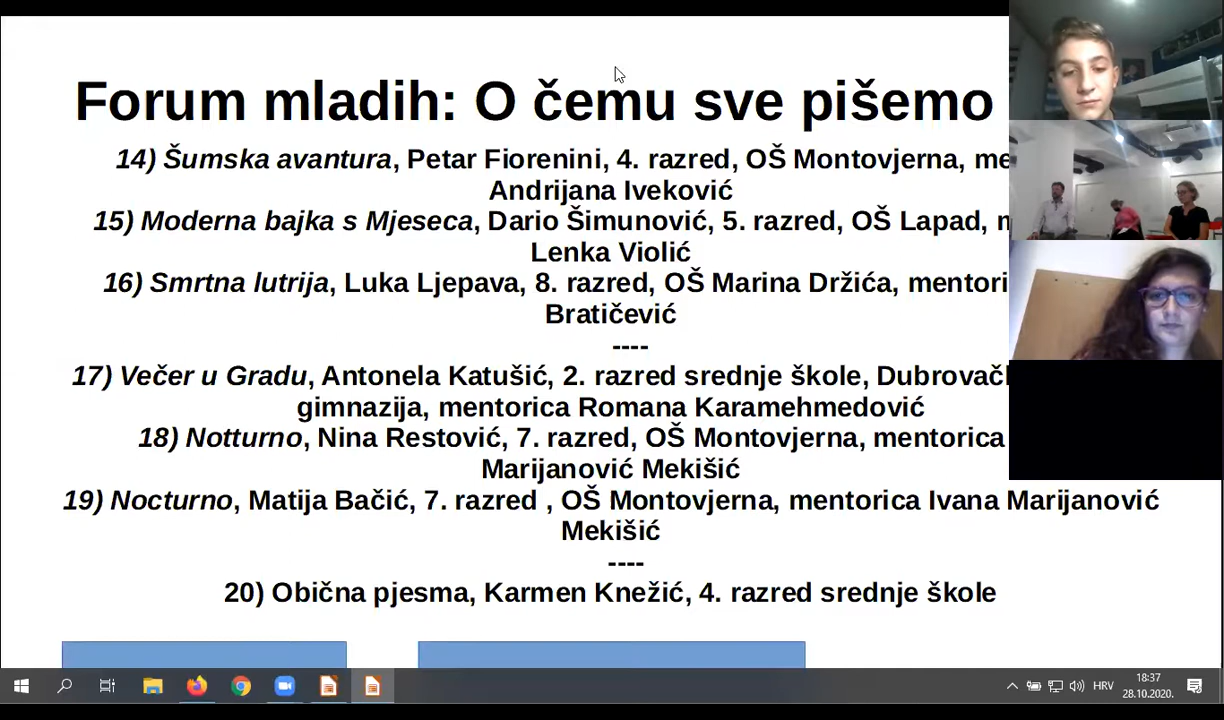 Forum mladih: O čemu sve pišemo
14) Šumska avantura, Petar Fiorenini, 4. razred, OŠ Montovjerna,
Andrijana Iveković
15) Moderna bajka s Mjeseca, Dario Šimunović, 5. razred, OŠ Lapad,
Lenka Violić
16) Smrtna lutrija, Luka Ljepava, 8. razred, OŠ Marina Držića,
Bratičević
----
17) Večer u Gradu, Antonela Katušić, 2. razred srednje škole,
gimnazija, mentorica Romana Karamehmedović
18) Notturno, Nina Restović, 7. razred, OŠ Montovjerna, mentorica
Marijanović Mekišić
19) Nocturno, Matija Bačić, 7. razred , OŠ Montovjerna, mentorica Ivana Marijanović
Mekišić
----
20) Obična pjesma, Karmen Knežić, 4. razred srednje škole
HRV
18:37
28.10.2020.